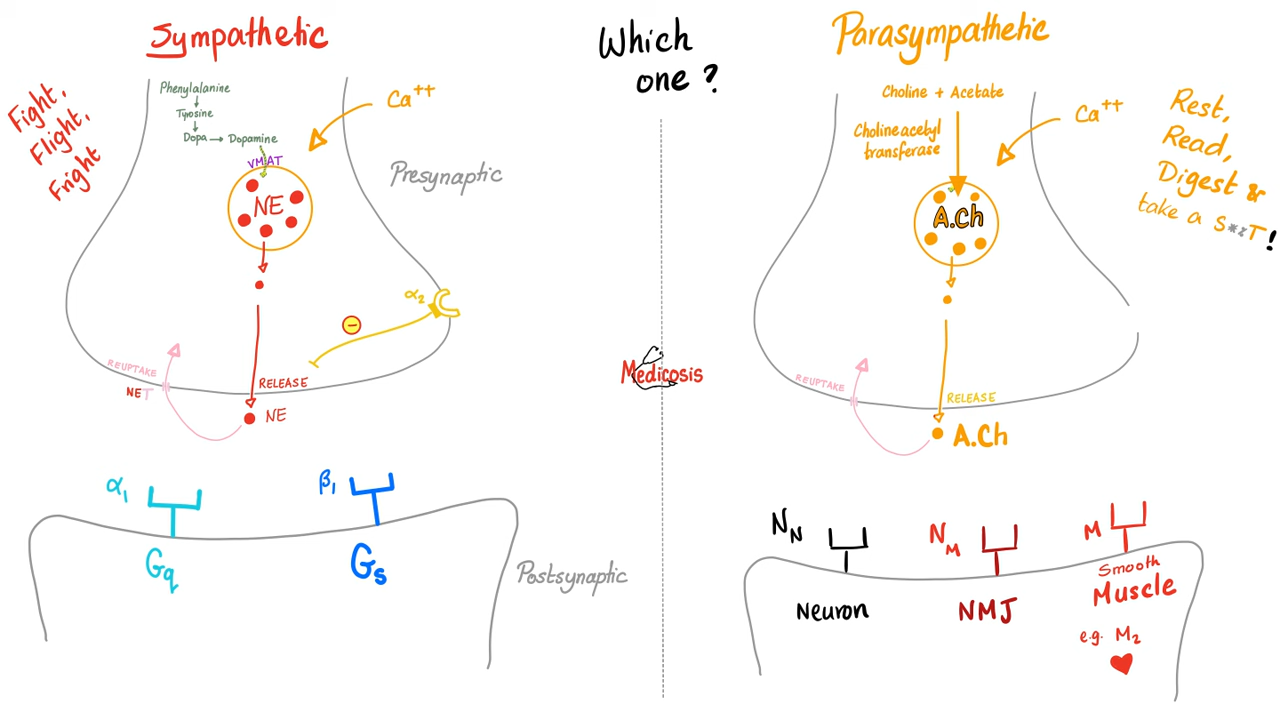 Sympathetic
Fight,
Flight,
Fright
Phenylalanine
↓
Tyrosine
↓
Dopa → Dopamine
VMAT
NE
Ca++
Presynaptic
α2
−
REUPTAKE
NET
RELEASE
NE
α1
β1
Gq
Gs
Postsynaptic
Which
one ?
Medicosis
Parasympathetic
Choline + Acetate
Choline acetyl
transferase
Ca++
A.Ch
Rest,
Read,
Digest &
take a S**T!
REUPTAKE
RELEASE
A.Ch
NN
NM
M
Neuron
NMJ
Smooth
Muscle
e.g. M2